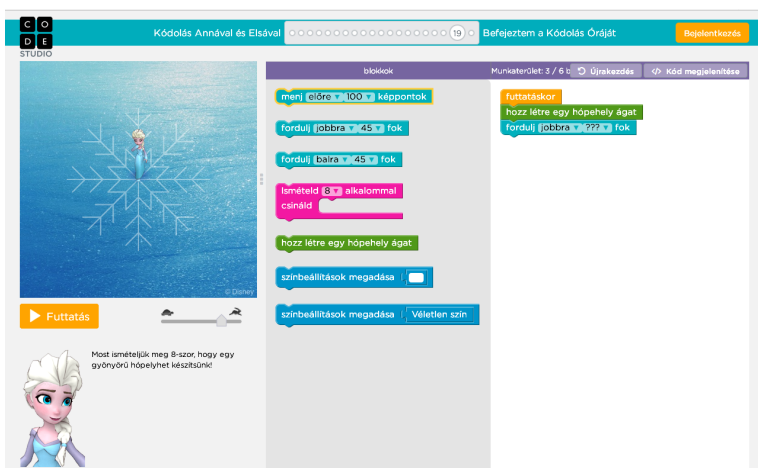 C O
D E
STUDIO
Kódolás Annával és Elsával
19
Befejeztem a Kódolás Óráját
Bejelentkezés
blokkok
Munkaterület: 3 / 6 b
Újrakezdés
</> Kód megjelenítése
menj előre 100 képpontok
fordulj jobbra 45 fok
fordulj balra 45 fok
Ismételd 8 alkalommal
csináld
hozz létre egy hópehely ágat
színbeállítások megadása
színbeállítások megadása Véletlen szín
futtatáskor
hozz létre egy hópehely ágat
fordulj jobbra ??? fok
© Disney
Futtatás
Most ismételjük meg 8-szor, hogy egy
gyönyörű hópelyhet készítsünk!